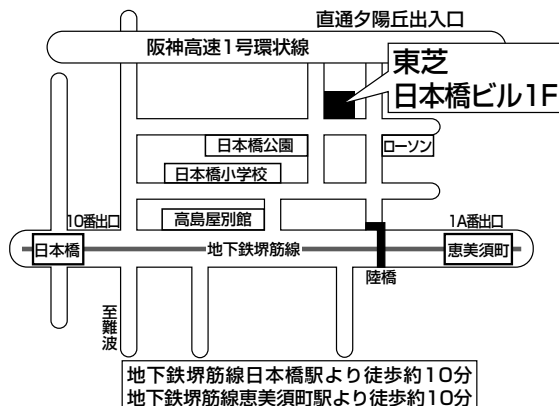 直通夕陽丘出入口
阪神高速1号環状線
東芝
日本橋ビル1F
日本橋公園
ローソン
日本橋小学校
高島屋別館
10番出口
1A番出口
日本橋
地下鉄堺筋線
恵美須町
陸橋
至難波
地下鉄堺筋線日本橋駅より徒歩約10分
地下鉄堺筋線恵美須町駅より徒歩約10分